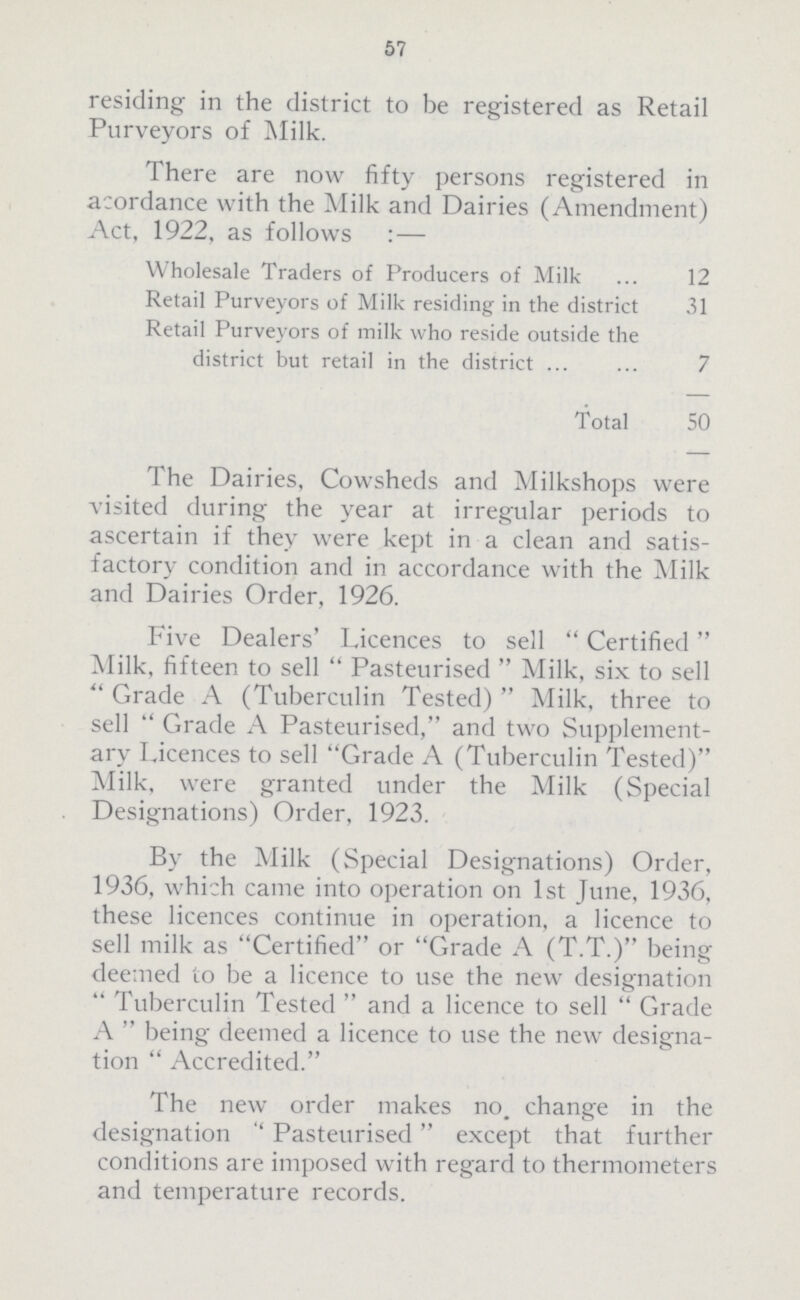 57
residing in the district to be registered as Retail
Purveyors of Milk.
There are now fifty persons registered in
acordance with the Milk and Dairies (Amendment)
Act, 1922, as follows :—
Wholesale Traders of Producers of Milk ... 12
Retail Purveyors of Milk residing in the district 31
Retail Purveyors of milk who reside outside the
district but retail in the district ... ... 7
—
Total 50
—
The Dairies, Cowsheds and Milkshops were
visited during the year at irregular periods to
ascertain if they were kept in a clean and satis-
factory condition and in accordance with the Milk
and Dairies Order, 1926.
Five Dealers' Licences to sell " Certified "
Milk, fifteen to sell " Pasteurised " Milk, six to sell
" Grade A (Tuberculin Tested) " Milk, three to
sell " Grade A Pasteurised," and two Supplement-
ary Licences to sell "Grade A (Tuberculin Tested)"
Milk, were granted under the Milk (Special
Designations) Order, 1923.
By the Milk (Special Designations) Order,
1936, which came into operation on 1st June, 1936,
these licences continue in operation, a licence to
sell milk as "Certified" or "Grade A (T.T.)" being
deemed to be a licence to use the new designation
" Tuberculin Tested " and a licence to sell " Grade
A " being deemed a licence to use the new designa-
tion " Accredited."
The new order makes no. change in the
designation " Pasteurised " except that further
conditions are imposed with regard to thermometers
and temperature records.